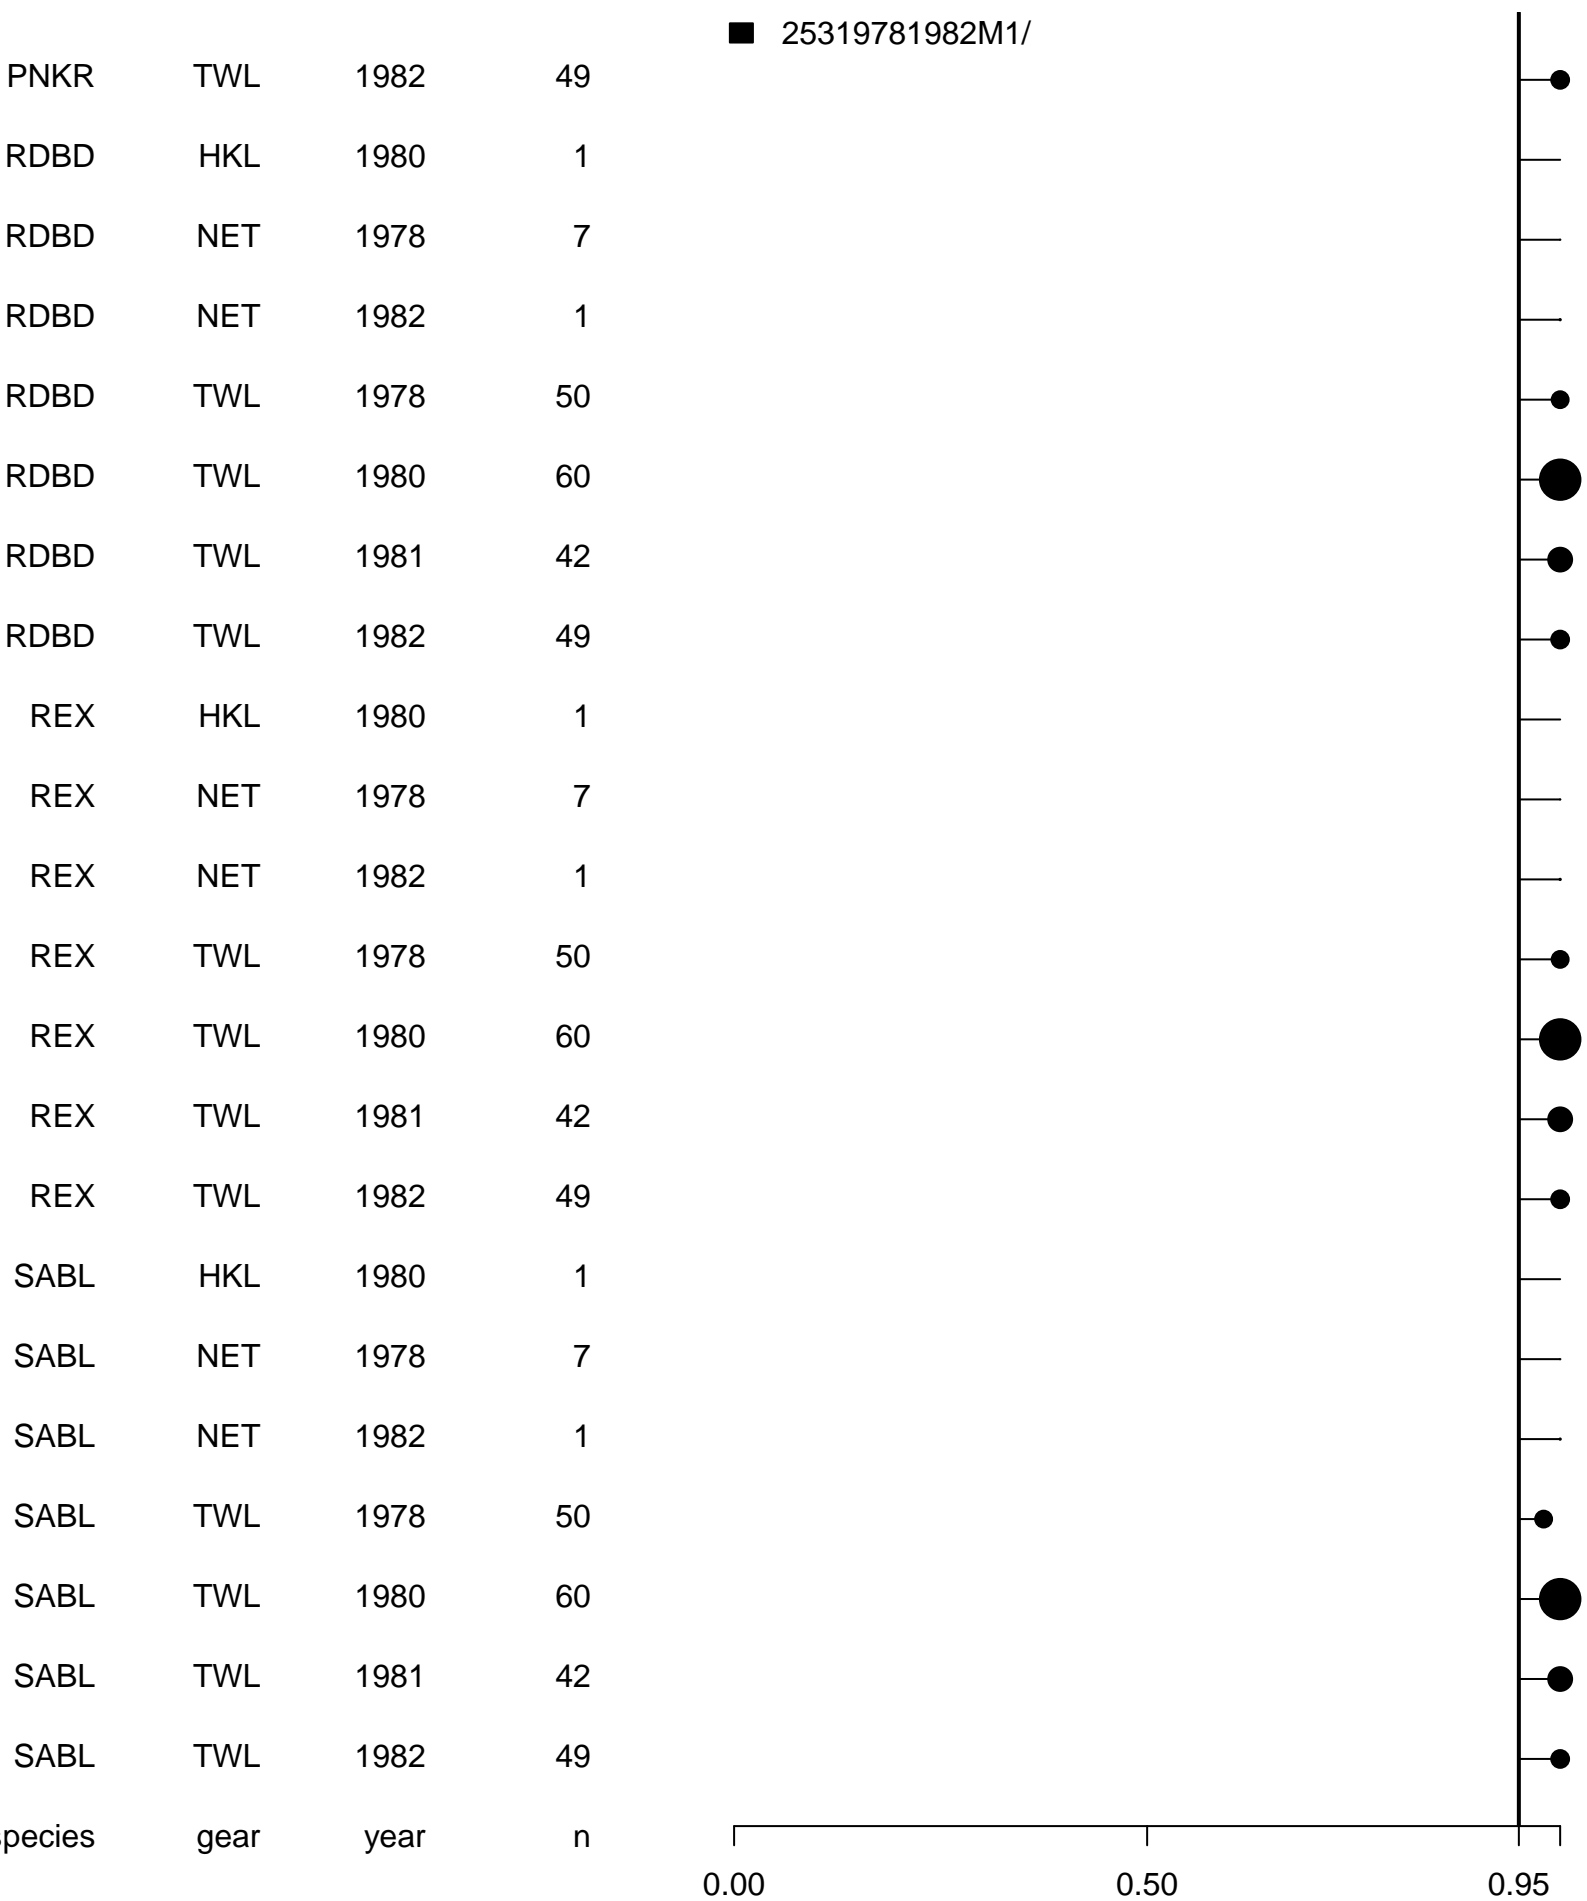 25319781982M1/
PNKR TWL 1982 49
RDBD HKL 1980 1
RDBD NET 1978 7
RDBD NET 1982 1
RDBD TWL 1978 50
RDBD TWL 1980 60
RDBD TWL 1981 42
RDBD TWL 1982 49
REX HKL 1980 1
REX NET 1978 7
REX NET 1982 1
REX TWL 1978 50
REX TWL 1980 60
REX TWL 1981 42
REX TWL 1982 49
SABL HKL 1980 1
SABL NET 1978 7
SABL NET 1982 1
SABL TWL 1978 50
SABL TWL 1980 60
SABL TWL 1981 42
SABL TWL 1982 49
pecies gear year n
0.00 0.50 0.95